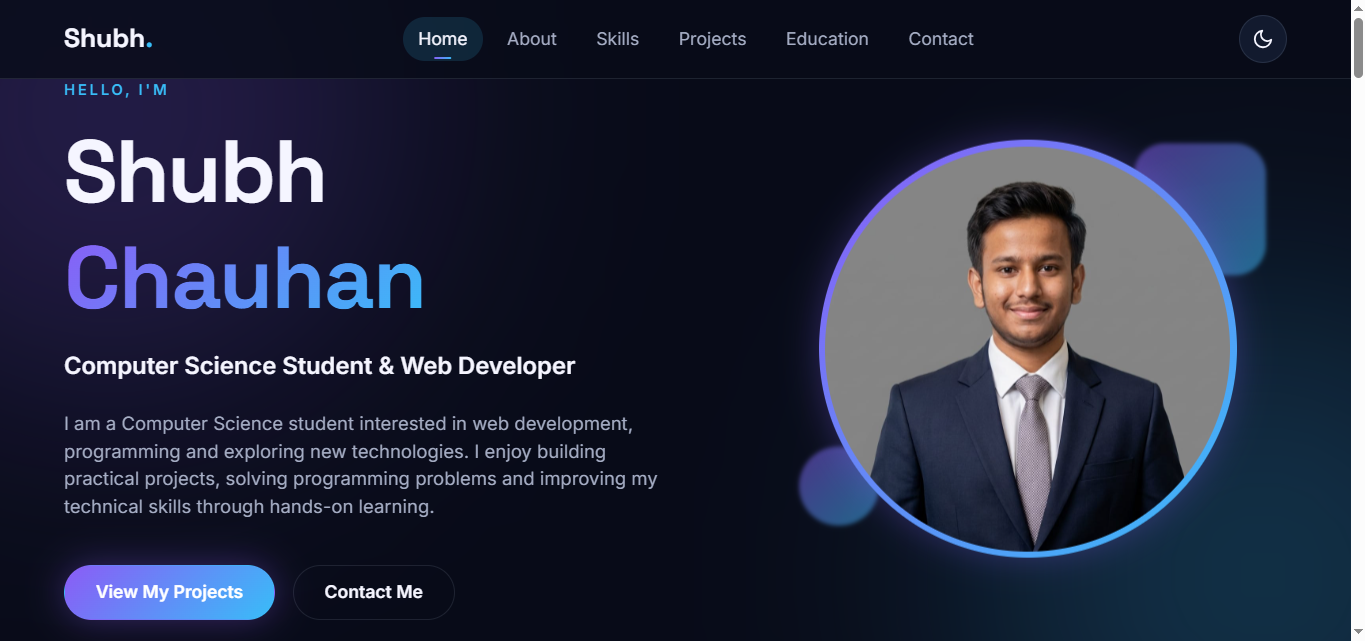 Shubh.
Home
About
Skills
Projects
Education
Contact
HELLO, I'M
Shubh
Chauhan
Computer Science Student & Web Developer
I am a Computer Science student interested in web development,
programming and exploring new technologies. I enjoy building
practical projects, solving programming problems and improving my
technical skills through hands-on learning.
View My Projects
Contact Me